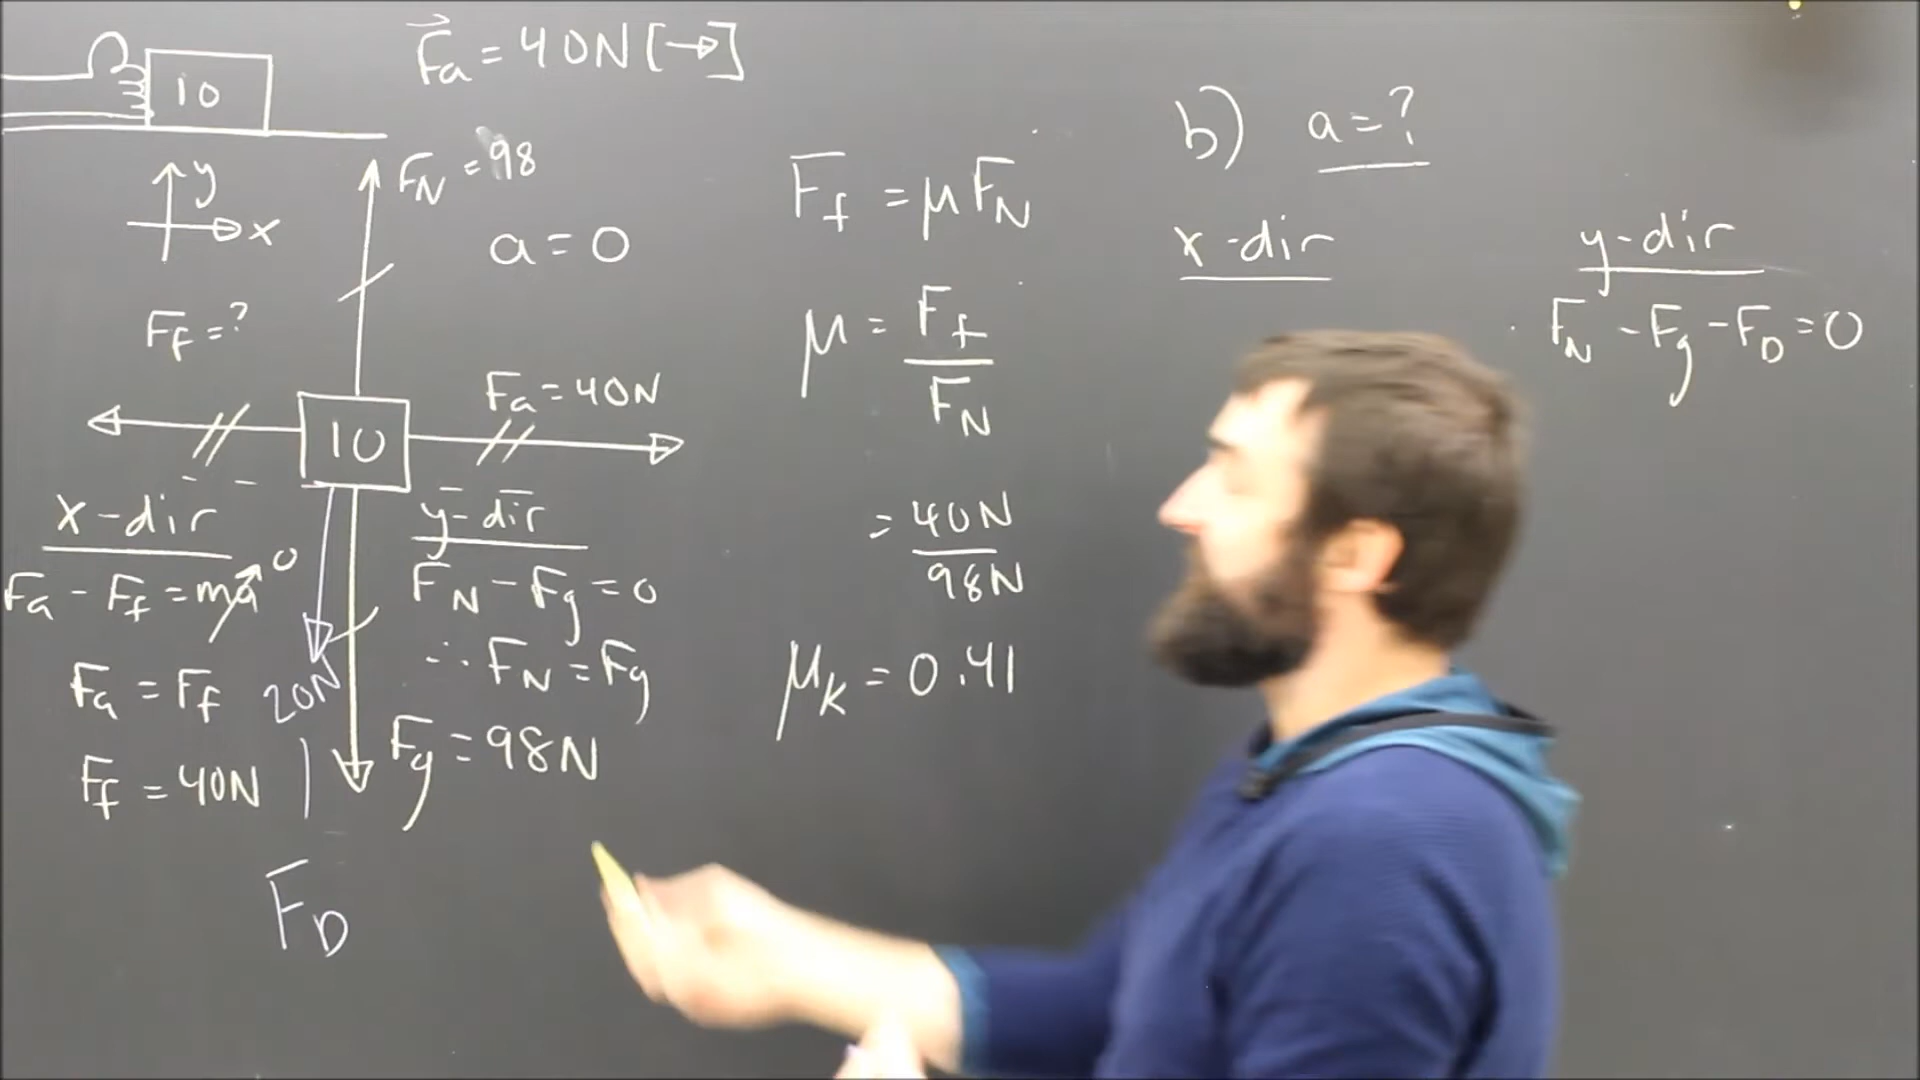 10
F⃗a = 40N [→]
FN = 98
y
x
a = 0
Ff = ?
Fa = 40N
10
x-dir
Fa - Ff = ma 0
Fa = Ff
Ff = 40N
20N
FD
y-dir
FN - Fg = 0
∴ FN = Fg
Fg = 98N
Ff = μFN
μ = Ff / FN
= 40N / 98N
μk = 0.41
b) a = ?
x-dir
y-dir
FN - Fg - FD = 0